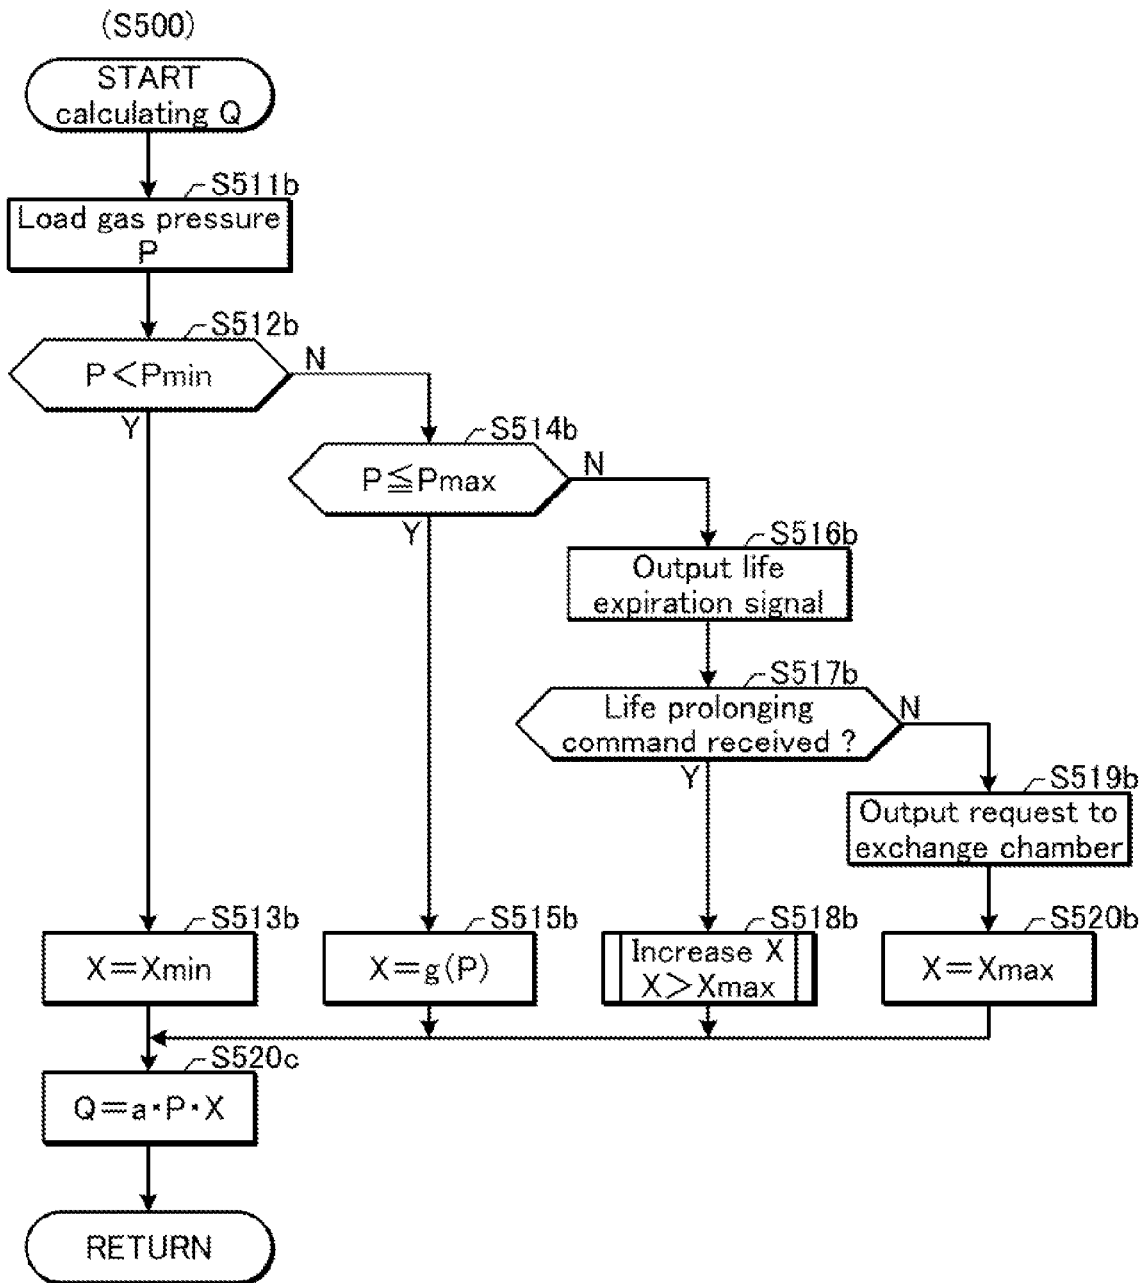 (S500)
START
calculating Q
S511b
Load gas pressure
P
S512b
P<Pmin
N
Y
S514b
P≦Pmax
N
Y
S516b
Output life
expiration signal
S517b
Life prolonging
command received ?
N
Y
S519b
Output request to
exchange chamber
S513b
X=Xmin
S515b
X=g(P)
S518b
Increase X
X>Xmax
S520b
X=Xmax
S520c
Q=a・P・X
RETURN